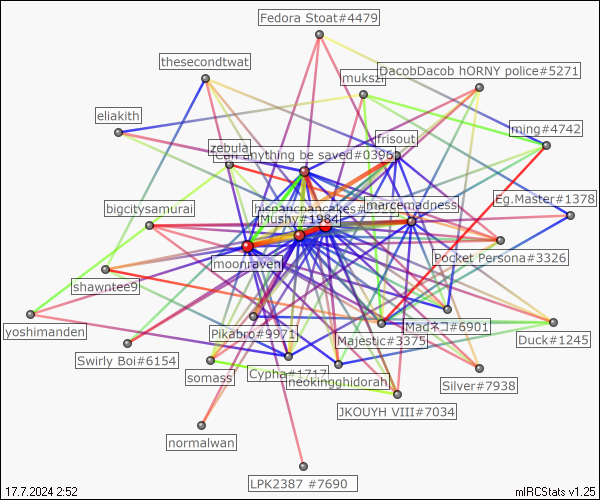 Fedora Stoat#4479
thesecondtwat
DacobDacob hORNY police#5271
mukszi
eliakith
ming#4742
frisout
zebula
Can anything be saved#0396
Eg.Master#1378
marcemadness
bigcitysamurai
Mushy#1984
Pocket Persona#3326
moonraven
shawntee9
yoshimanden
Pikabro#9971
Madネコ#6901
Majestic#3375
Duck#1245
Swirly Boi#6154
somass
Cypha#1717
neokingghidorah
Silver#7938
JKOUYH VIII#7034
normalwan
LPK2387 #7690
17.7.2024 2:52
mIRCStats v1.25